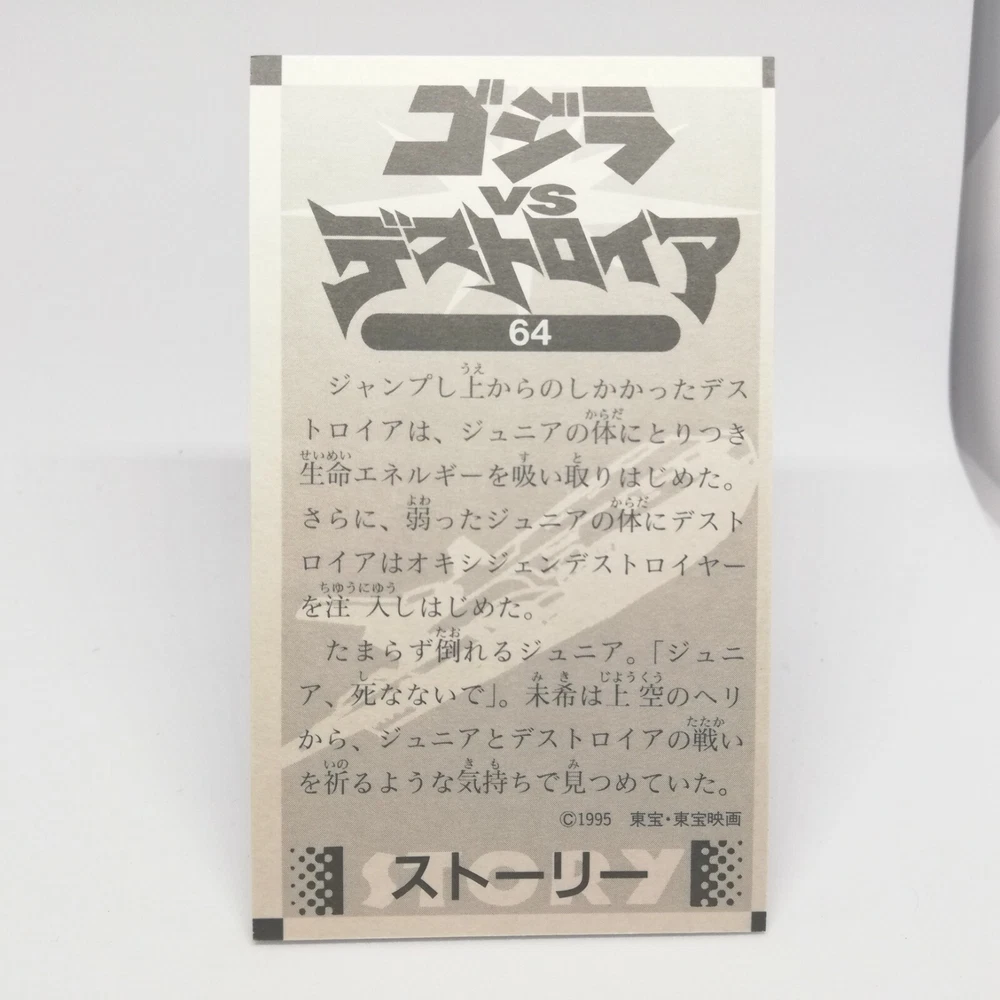 ゴジラ
VS
デストロイア
64
ジャンプし上からのしかかったデス
トロイアは、ジュニアの体にとりつき
生命エネルギーを吸い取りはじめた。
さらに、弱ったジュニアの体にデスト
ロイアはオキシジェンデストロイヤー
を注入しはじめた。
たまらず倒れるジュニア。「ジュニ
ア、死なないで」。未希は上空のヘリ
から、ジュニアとデストロイアの戦い
を祈るような気持ちで見つめていた。
©1995 東宝・東宝映画
STORY
ストーリー